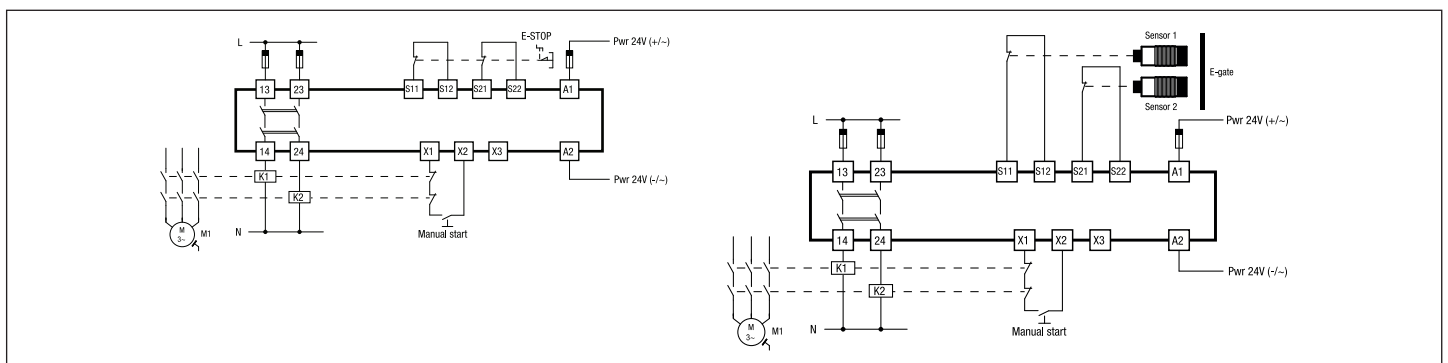 E-STOP
L
Pwr 24V (+/~)
13
23
S11
S12
S21
S22
A1
14
24
X1
X2
X3
A2
K1
K2
Pwr 24V (-/~)
M
3~
M1
N
Manual start
Sensor 1
E-gate
Sensor 2
L
Pwr 24V (+/~)
13
23
S11
S12
S21
S22
A1
14
24
X1
X2
X3
A2
K1
K2
Pwr 24V (-/~)
M
3~
M1
N
Manual start